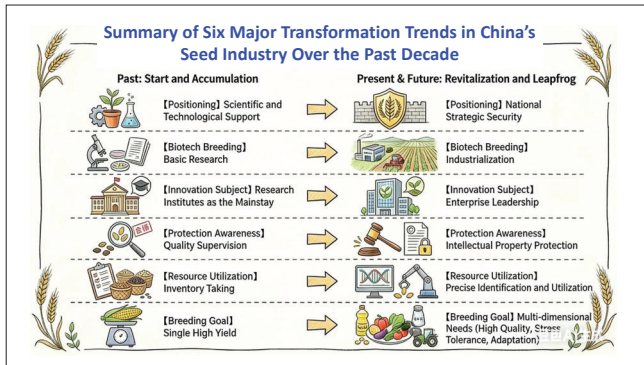 Summary of Six Major Transformation Trends in China's
Seed Industry Over the Past Decade
Past: Start and Accumulation
Present & Future: Revitalization and Leapfrog
【Positioning】 Scientific and
Technological Support
【Positioning】 National
Strategic Security
【Biotech Breeding】
Basic Research
【Biotech Breeding】
Industrialization
【Innovation Subject】 Research
Institutes as the Mainstay
【Innovation Subject】
Enterprise Leadership
【Protection Awareness】
Quality Supervision
【Protection Awareness】
Intellectual Property Protection
【Resource Utilization】
Inventory Taking
【Resource Utilization】
Precise Identification and Utilization
【Breeding Goal】
Single High Yield
【Breeding Goal】 Multi-dimensional
Needs (High Quality, Stress
Tolerance, Adaptation)